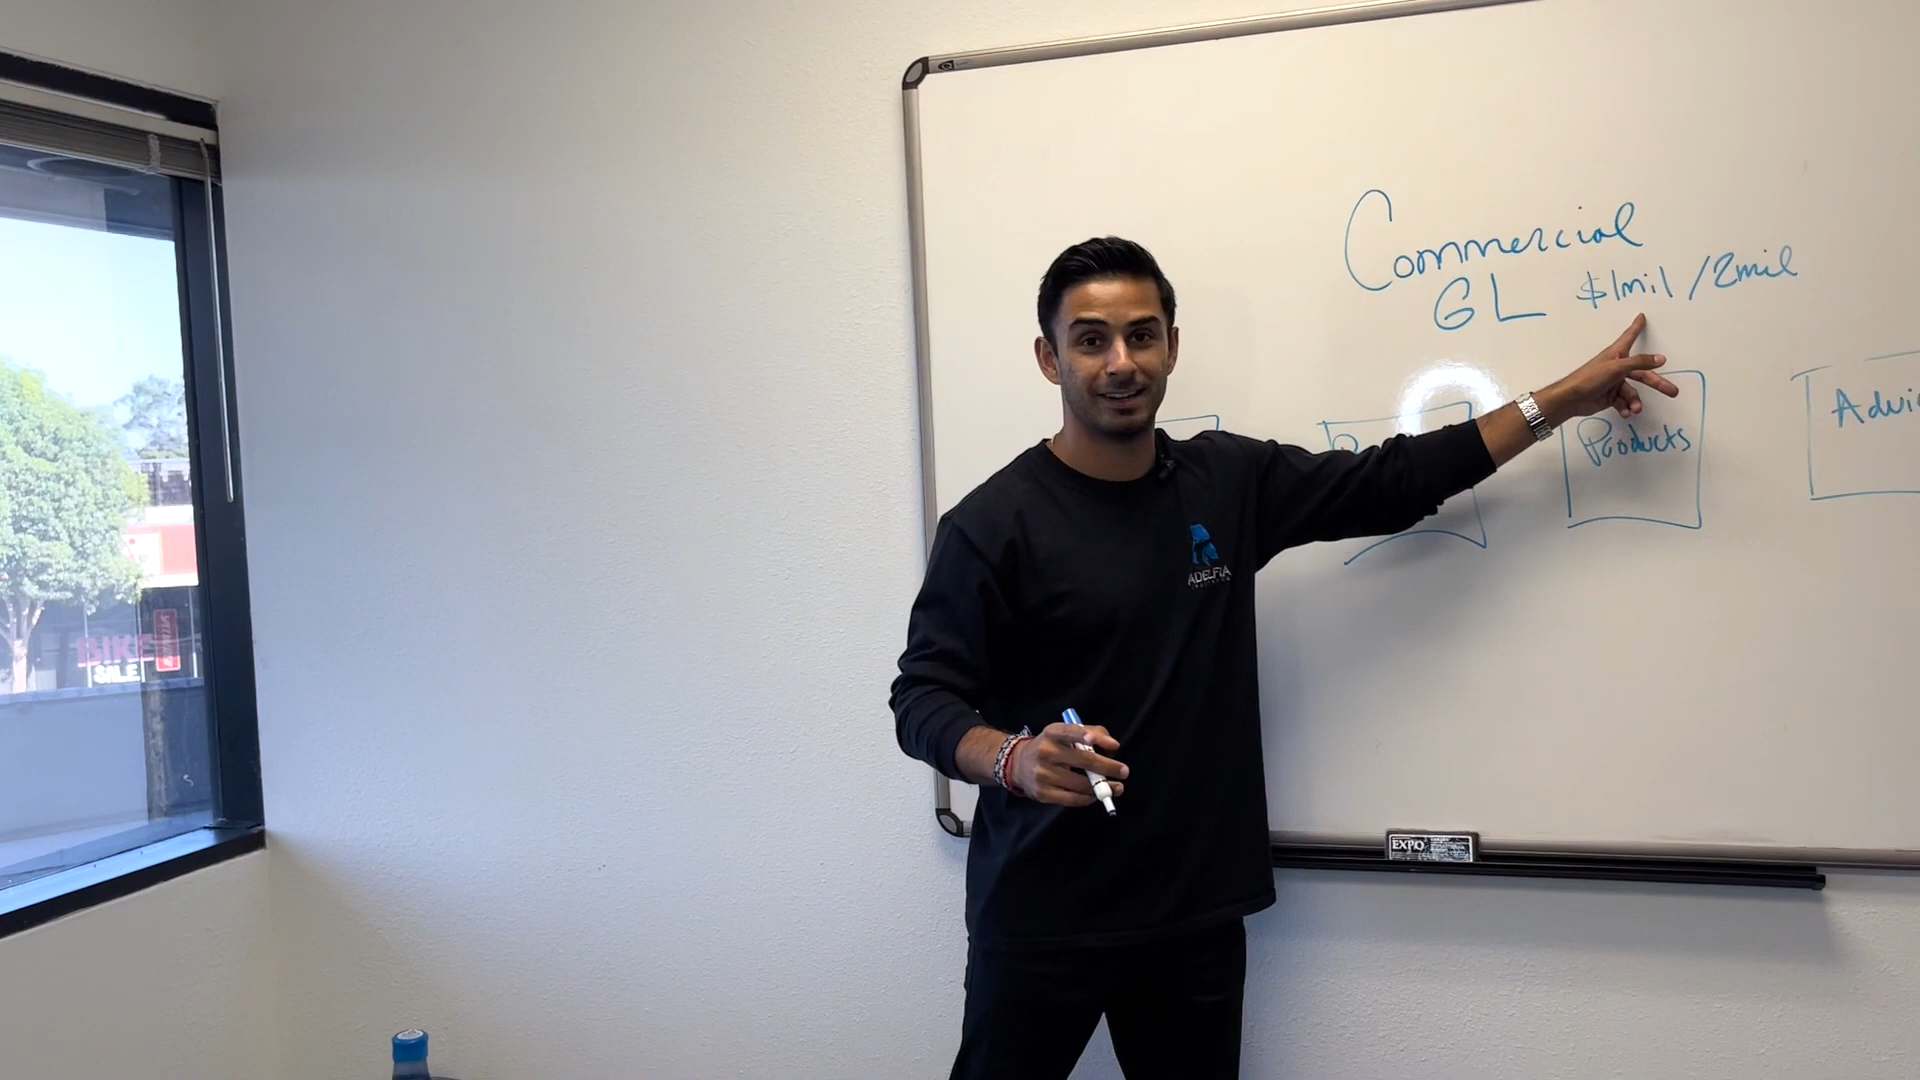 Commercial
GL $1mil/2mil
Products
ADELFIA
EXPO
BIKE
SALE